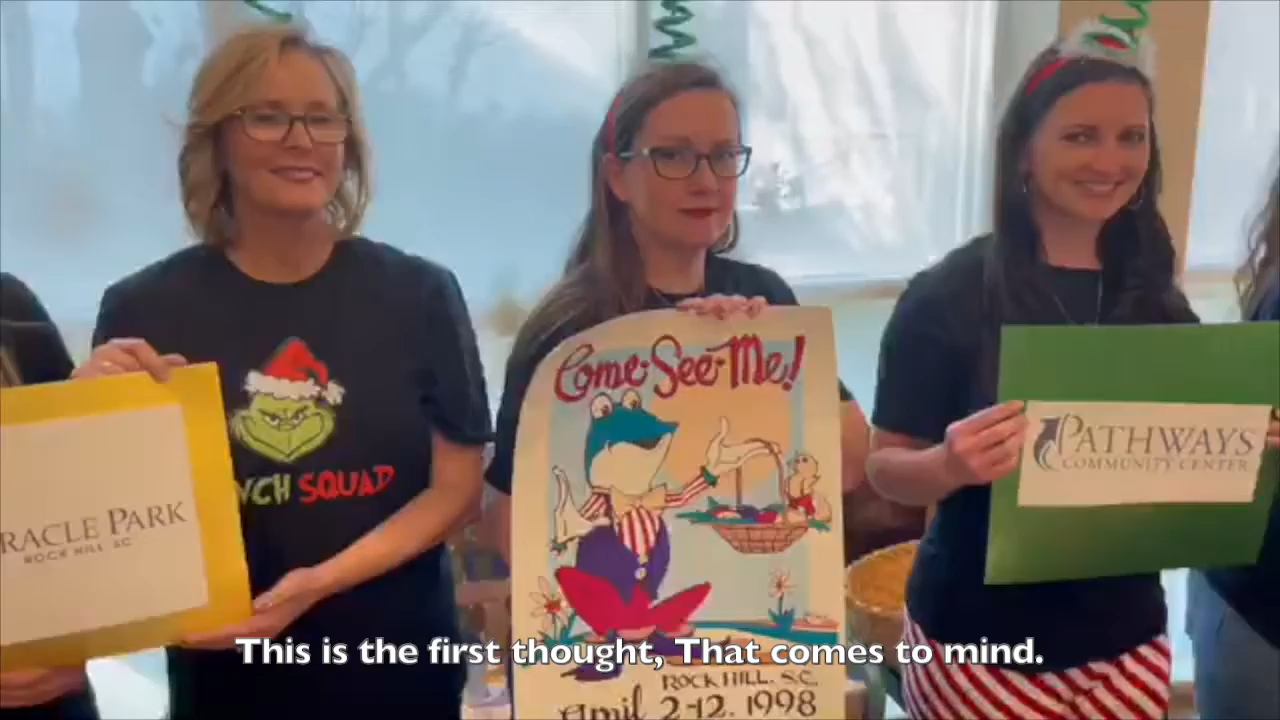 RACLE PARK
ROCK HILL SC
NCH SQUAD
Come-See-Me!
ROCK HILL, S.C.
April 2-12, 1998
PATHWAYS
COMMUNITY CENTER
This is the first thought, That comes to mind.